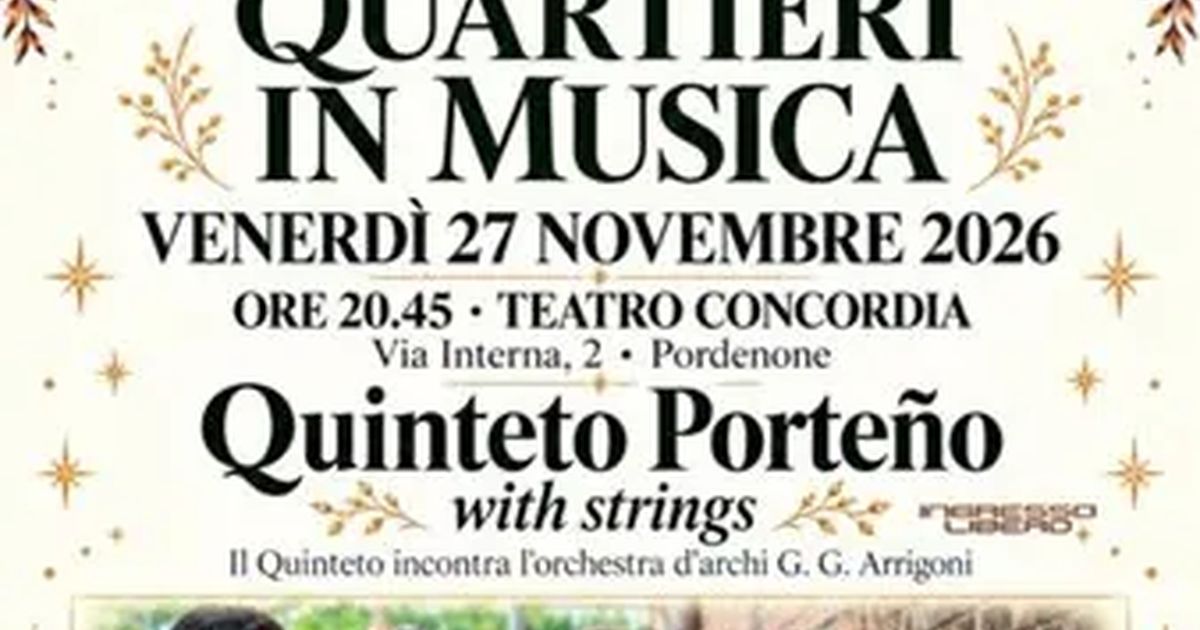 QUARTIERI
IN MUSICA
VENERDÌ 27 NOVEMBRE 2026
ORE 20.45 • TEATRO CONCORDIA
Via Interna, 2 • Pordenone
Quinteto Porteño
with strings
INGRESSO
LIBERO
Il Quinteto incontra l'orchestra d'archi G. G. Arrigoni